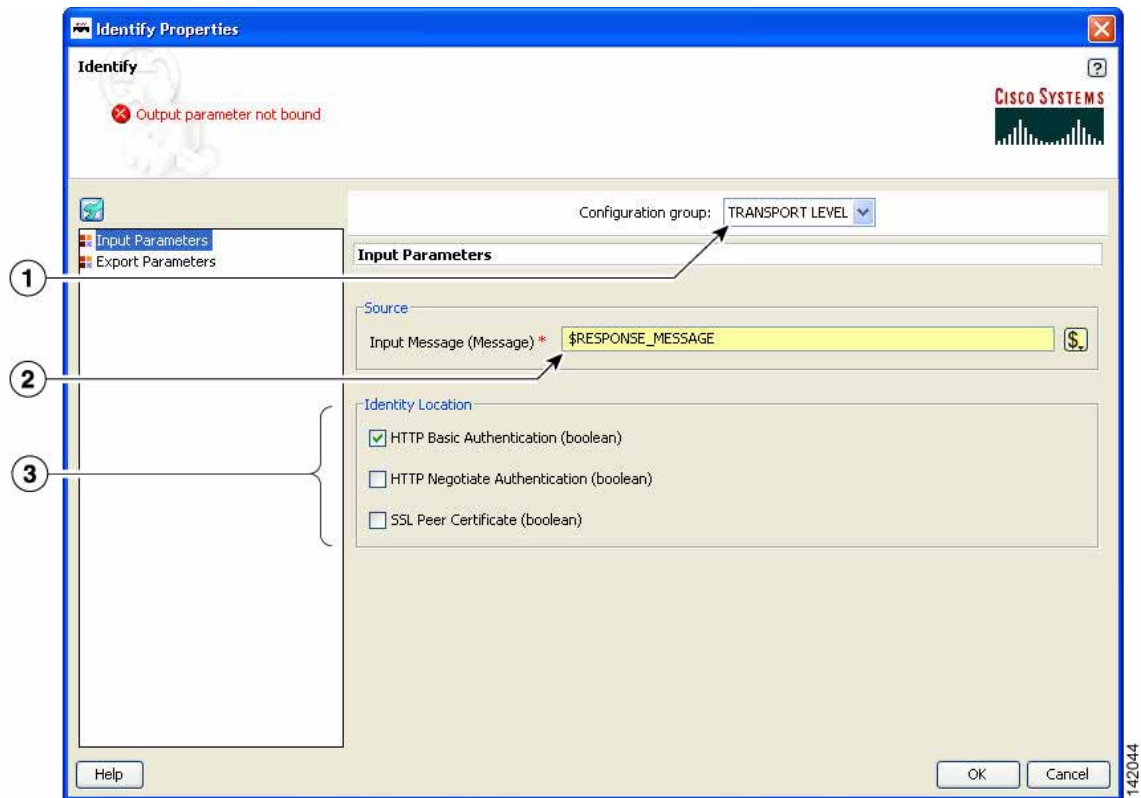 Identify Properties
Identify
Output parameter not bound
CISCO SYSTEMS
Configuration group: TRANSPORT LEVEL
Input Parameters
Export Parameters
Input Parameters
1
Source
Input Message (Message) * $RESPONSE_MESSAGE $
2
Identity Location
HTTP Basic Authentication (boolean)
HTTP Negotiate Authentication (boolean)
3
SSL Peer Certificate (boolean)
Help OK Cancel
142044